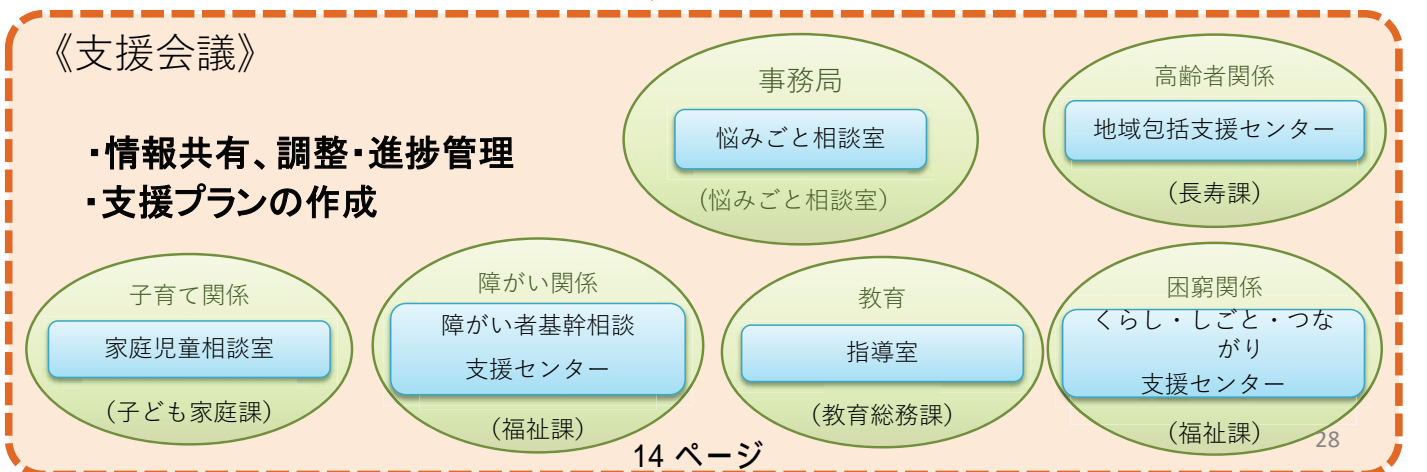 《支援会議》
・情報共有、調整・進捗管理
・支援プランの作成
事務局
悩みごと相談室
(悩みごと相談室)
高齢者関係
地域包括支援センター
(長寿課)
子育て関係
家庭児童相談室
(子ども家庭課)
障がい関係
障がい者基幹相談
支援センター
(福祉課)
教育
指導室
(教育総務課)
困窮関係
くらし・しごと・つな
がり
支援センター
(福祉課)
28
14 ページ